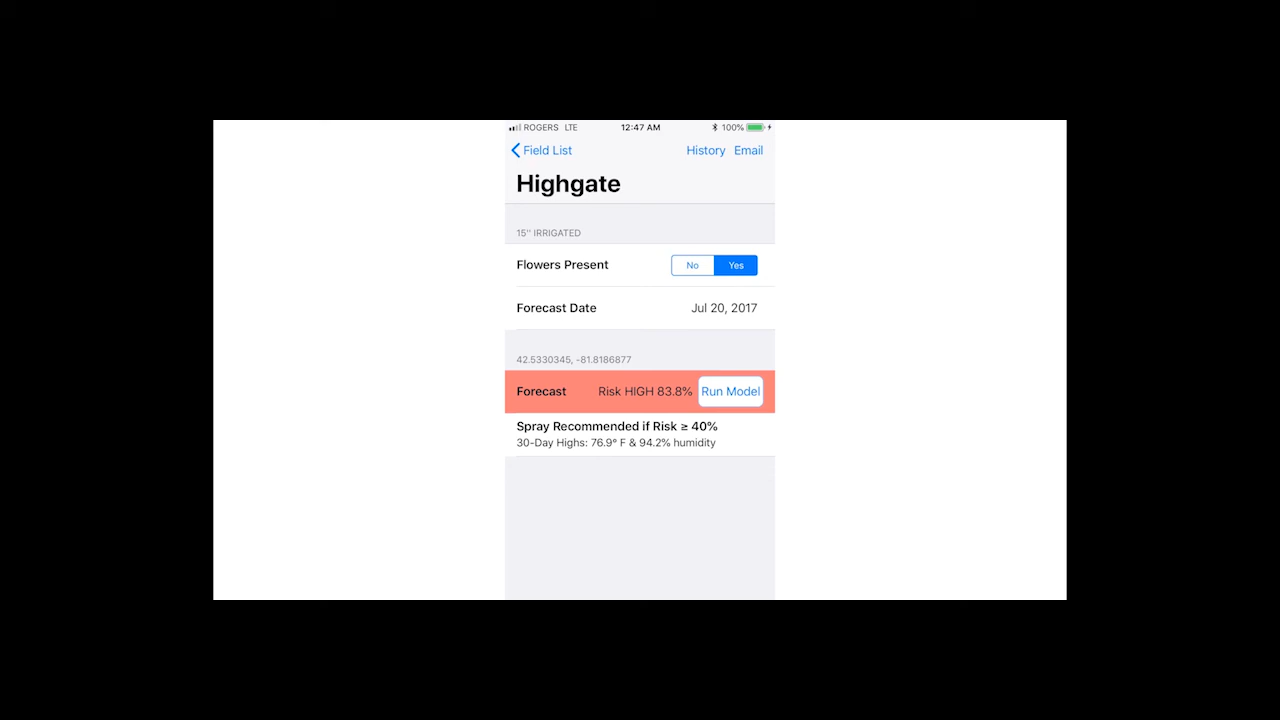 ROGERS LTE 12:47 AM 100%
Field List History Email
Highgate
15'' IRRIGATED
Flowers Present No Yes
Forecast Date Jul 20, 2017
42.5330345, -81.8186877
Forecast Risk HIGH 83.8% Run Model
Spray Recommended if Risk ≥ 40%
30-Day Highs: 76.9° F & 94.2% humidity